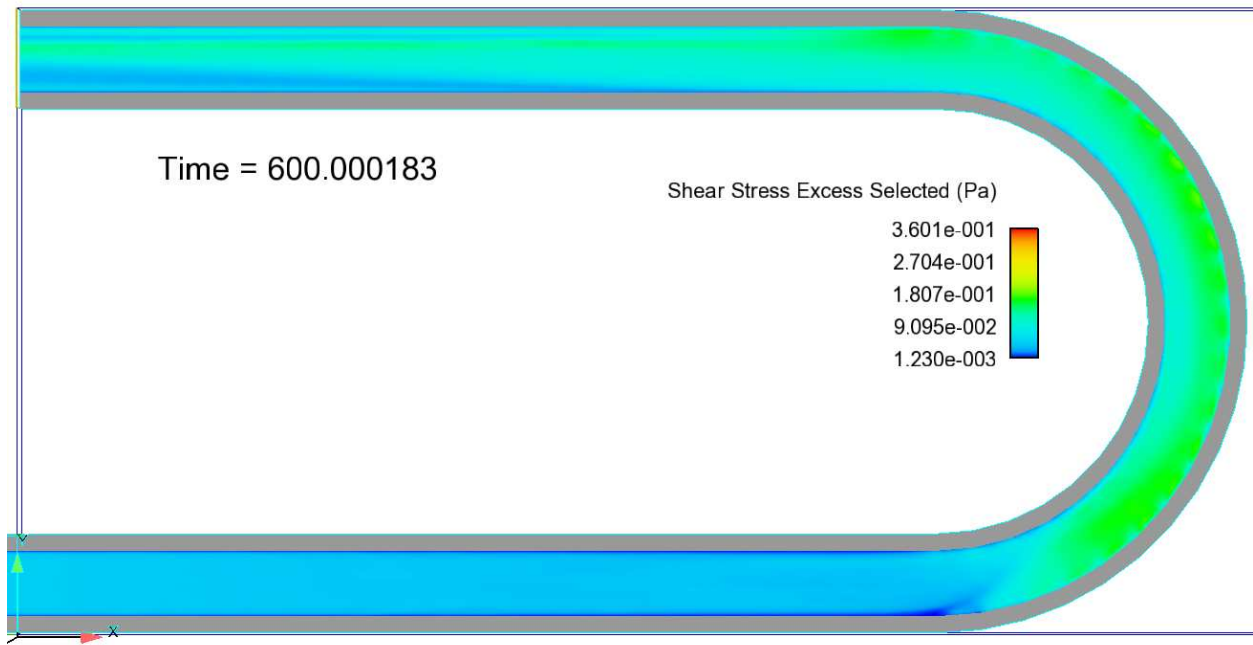 Time = 600.000183
Shear Stress Excess Selected (Pa)
3.601e-001
2.704e-001
1.807e-001
9.095e-002
1.230e-003
Y
X